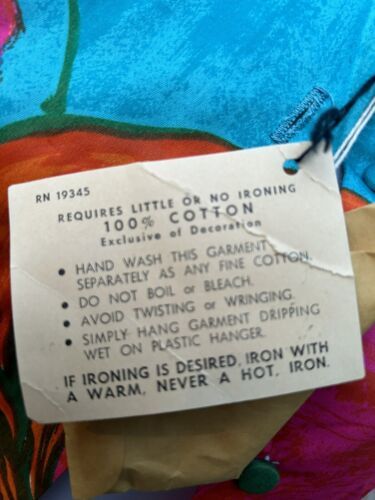 RN 19345
REQUIRES LITTLE OR NO IRONING
100% COTTON
Exclusive of Decoration
• HAND WASH THIS GARMENT
SEPARATELY AS ANY FINE COTTON.
• DO NOT BOIL or BLEACH.
• AVOID TWISTING or WRINGING.
• SIMPLY HANG GARMENT DRIPPING
WET ON PLASTIC HANGER.
IF IRONING IS DESIRED, IRON WITH
A WARM, NEVER A HOT, IRON.